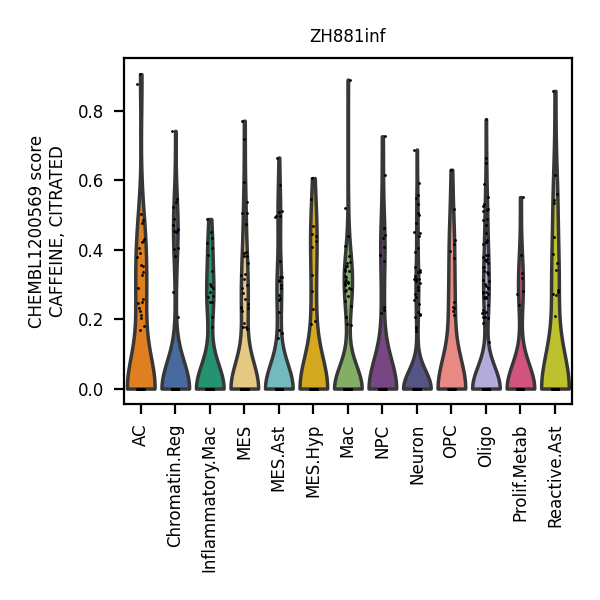 ZH881inf
CHEMBL1200569 score
CAFFEINE, CITRATED
0.8
0.6
0.4
0.2
0.0
AC
Chromatin.Reg
Inflammatory.Mac
MES
MES.Ast
MES.Hyp
Mac
NPC
Neuron
OPC
Oligo
Prolif.Metab
Reactive.Ast